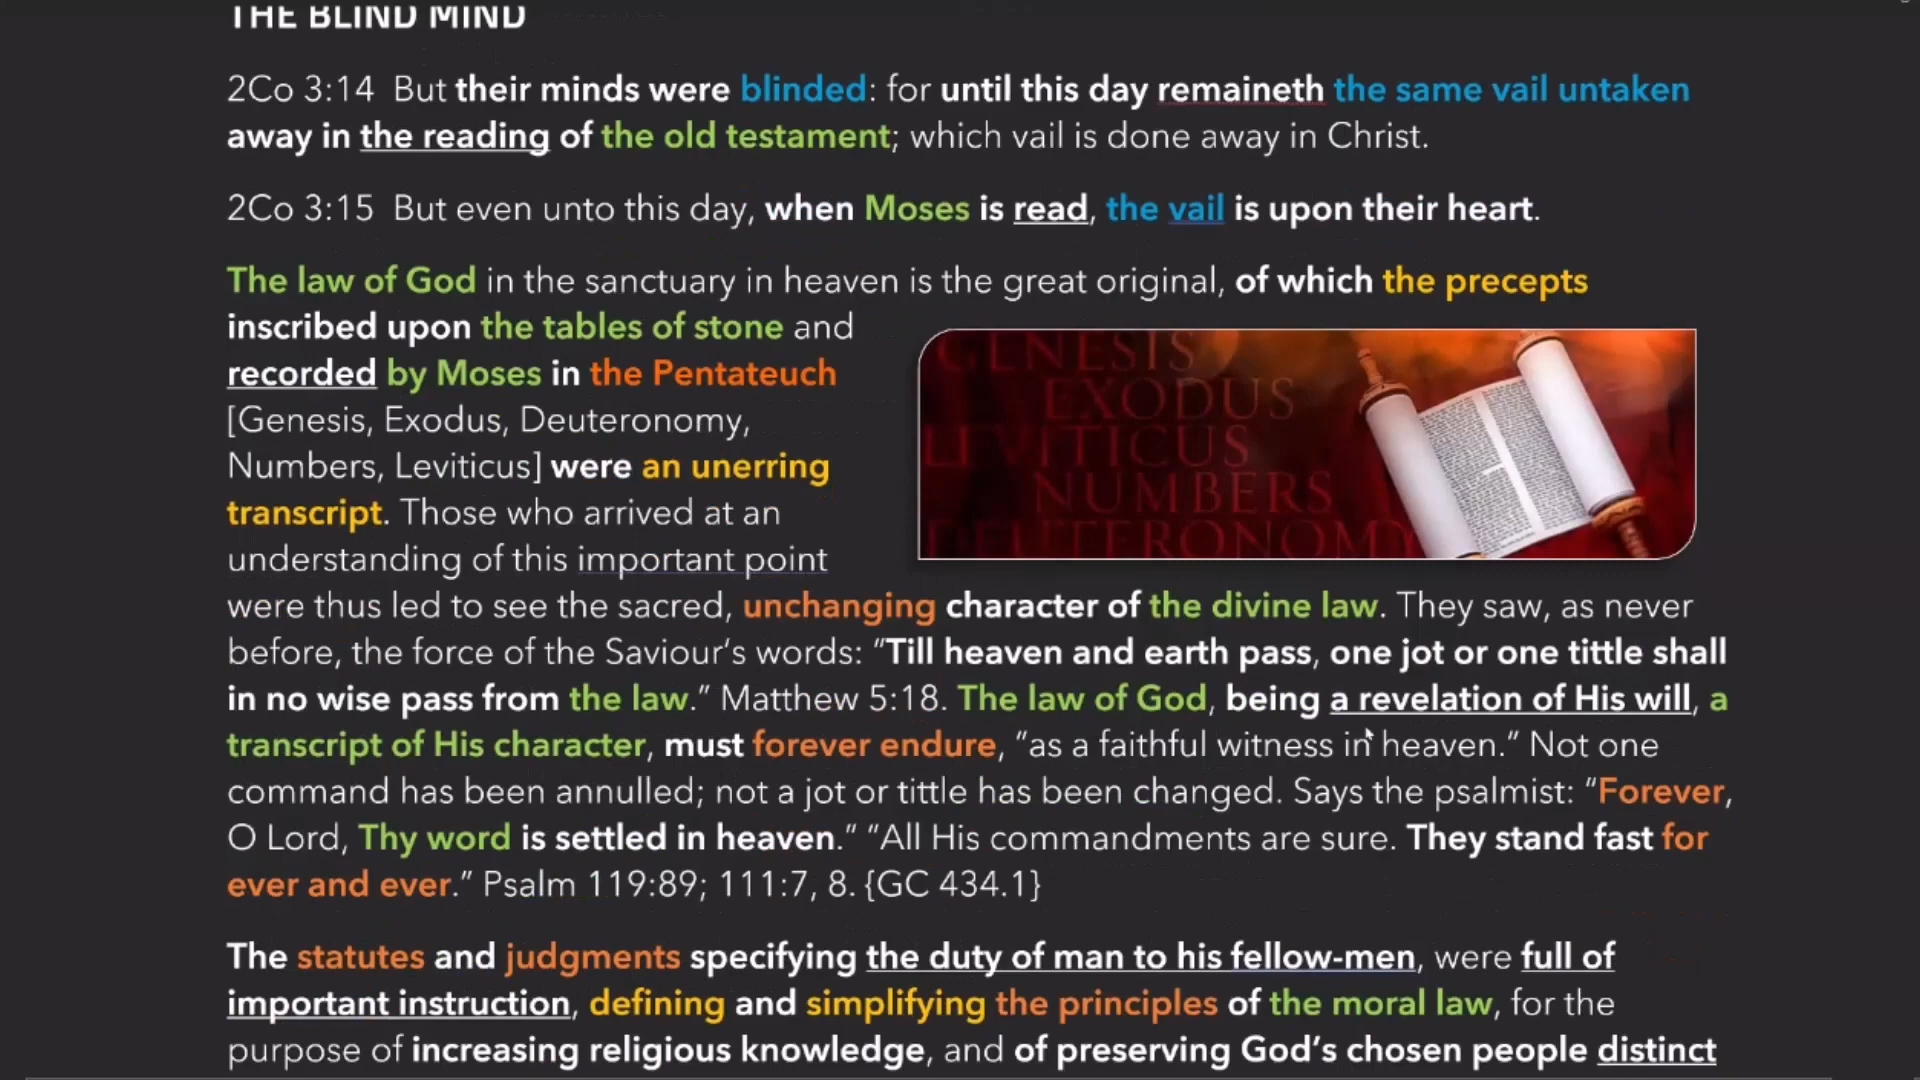 THE BLIND MIND
2Co 3:14  But their minds were blinded: for until this day remaineth the same vail untaken
away in the reading of the old testament; which vail is done away in Christ.
2Co 3:15  But even unto this day, when Moses is read, the vail is upon their heart.
The law of God in the sanctuary in heaven is the great original, of which the precepts
inscribed upon the tables of stone and
recorded by Moses in the Pentateuch
[Genesis, Exodus, Deuteronomy,
Numbers, Leviticus] were an unerring
transcript. Those who arrived at an
understanding of this important point
GENESIS
EXODUS
LEVITICUS
NUMBERS
DEUTERONOMY
were thus led to see the sacred, unchanging character of the divine law. They saw, as never
before, the force of the Saviour’s words: “Till heaven and earth pass, one jot or one tittle shall
in no wise pass from the law.” Matthew 5:18. The law of God, being a revelation of His will, a
transcript of His character, must forever endure, “as a faithful witness in heaven.” Not one
command has been annulled; not a jot or tittle has been changed. Says the psalmist: “Forever,
O Lord, Thy word is settled in heaven.” “All His commandments are sure. They stand fast for
ever and ever.” Psalm 119:89; 111:7, 8. {GC 434.1}
The statutes and judgments specifying the duty of man to his fellow-men, were full of
important instruction, defining and simplifying the principles of the moral law, for the
purpose of increasing religious knowledge, and of preserving God’s chosen people distinct